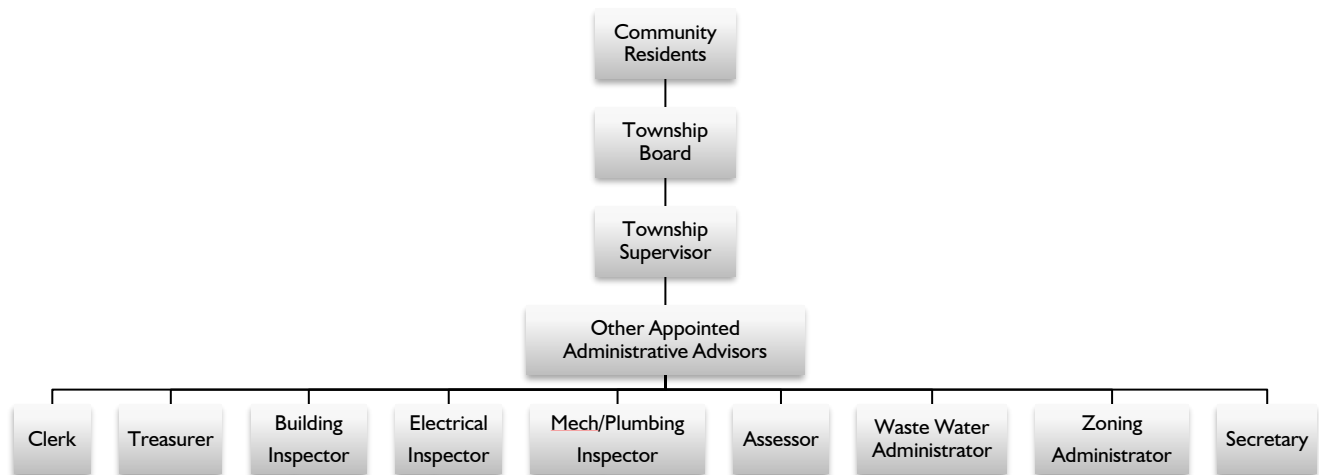 Community
Residents
Township
Board
Township
Supervisor
Other Appointed
Administrative Advisors
Clerk
Treasurer
Building
Inspector
Electrical
Inspector
Mech/Plumbing
Inspector
Assessor
Waste Water
Administrator
Zoning
Administrator
Secretary